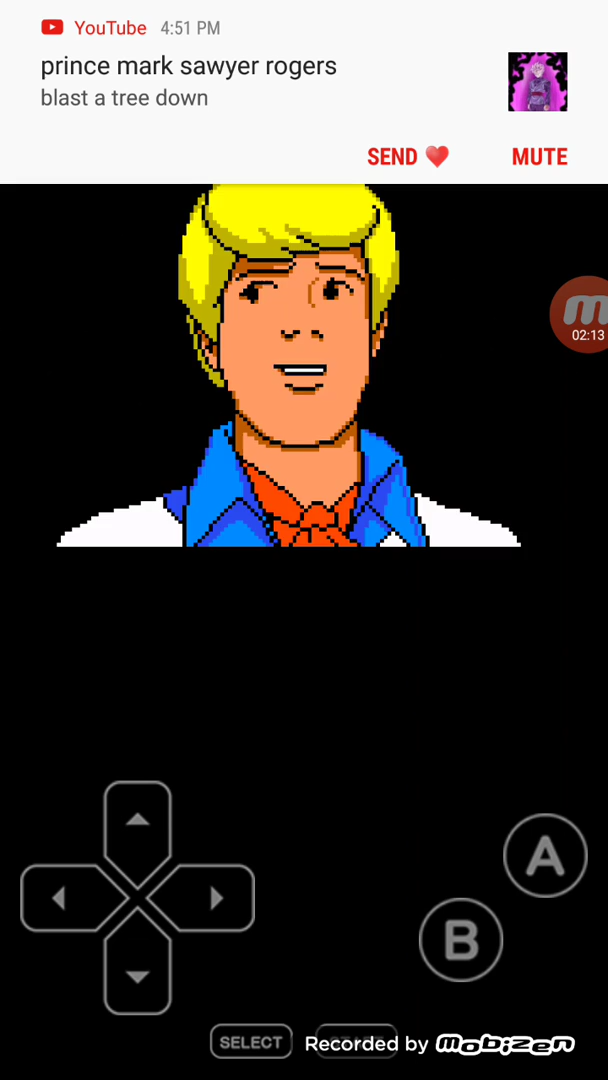 YouTube 4:51 PM
prince mark sawyer rogers
blast a tree down
SEND ❤️ MUTE
02:13
A
B
SELECT
Recorded by mobizen